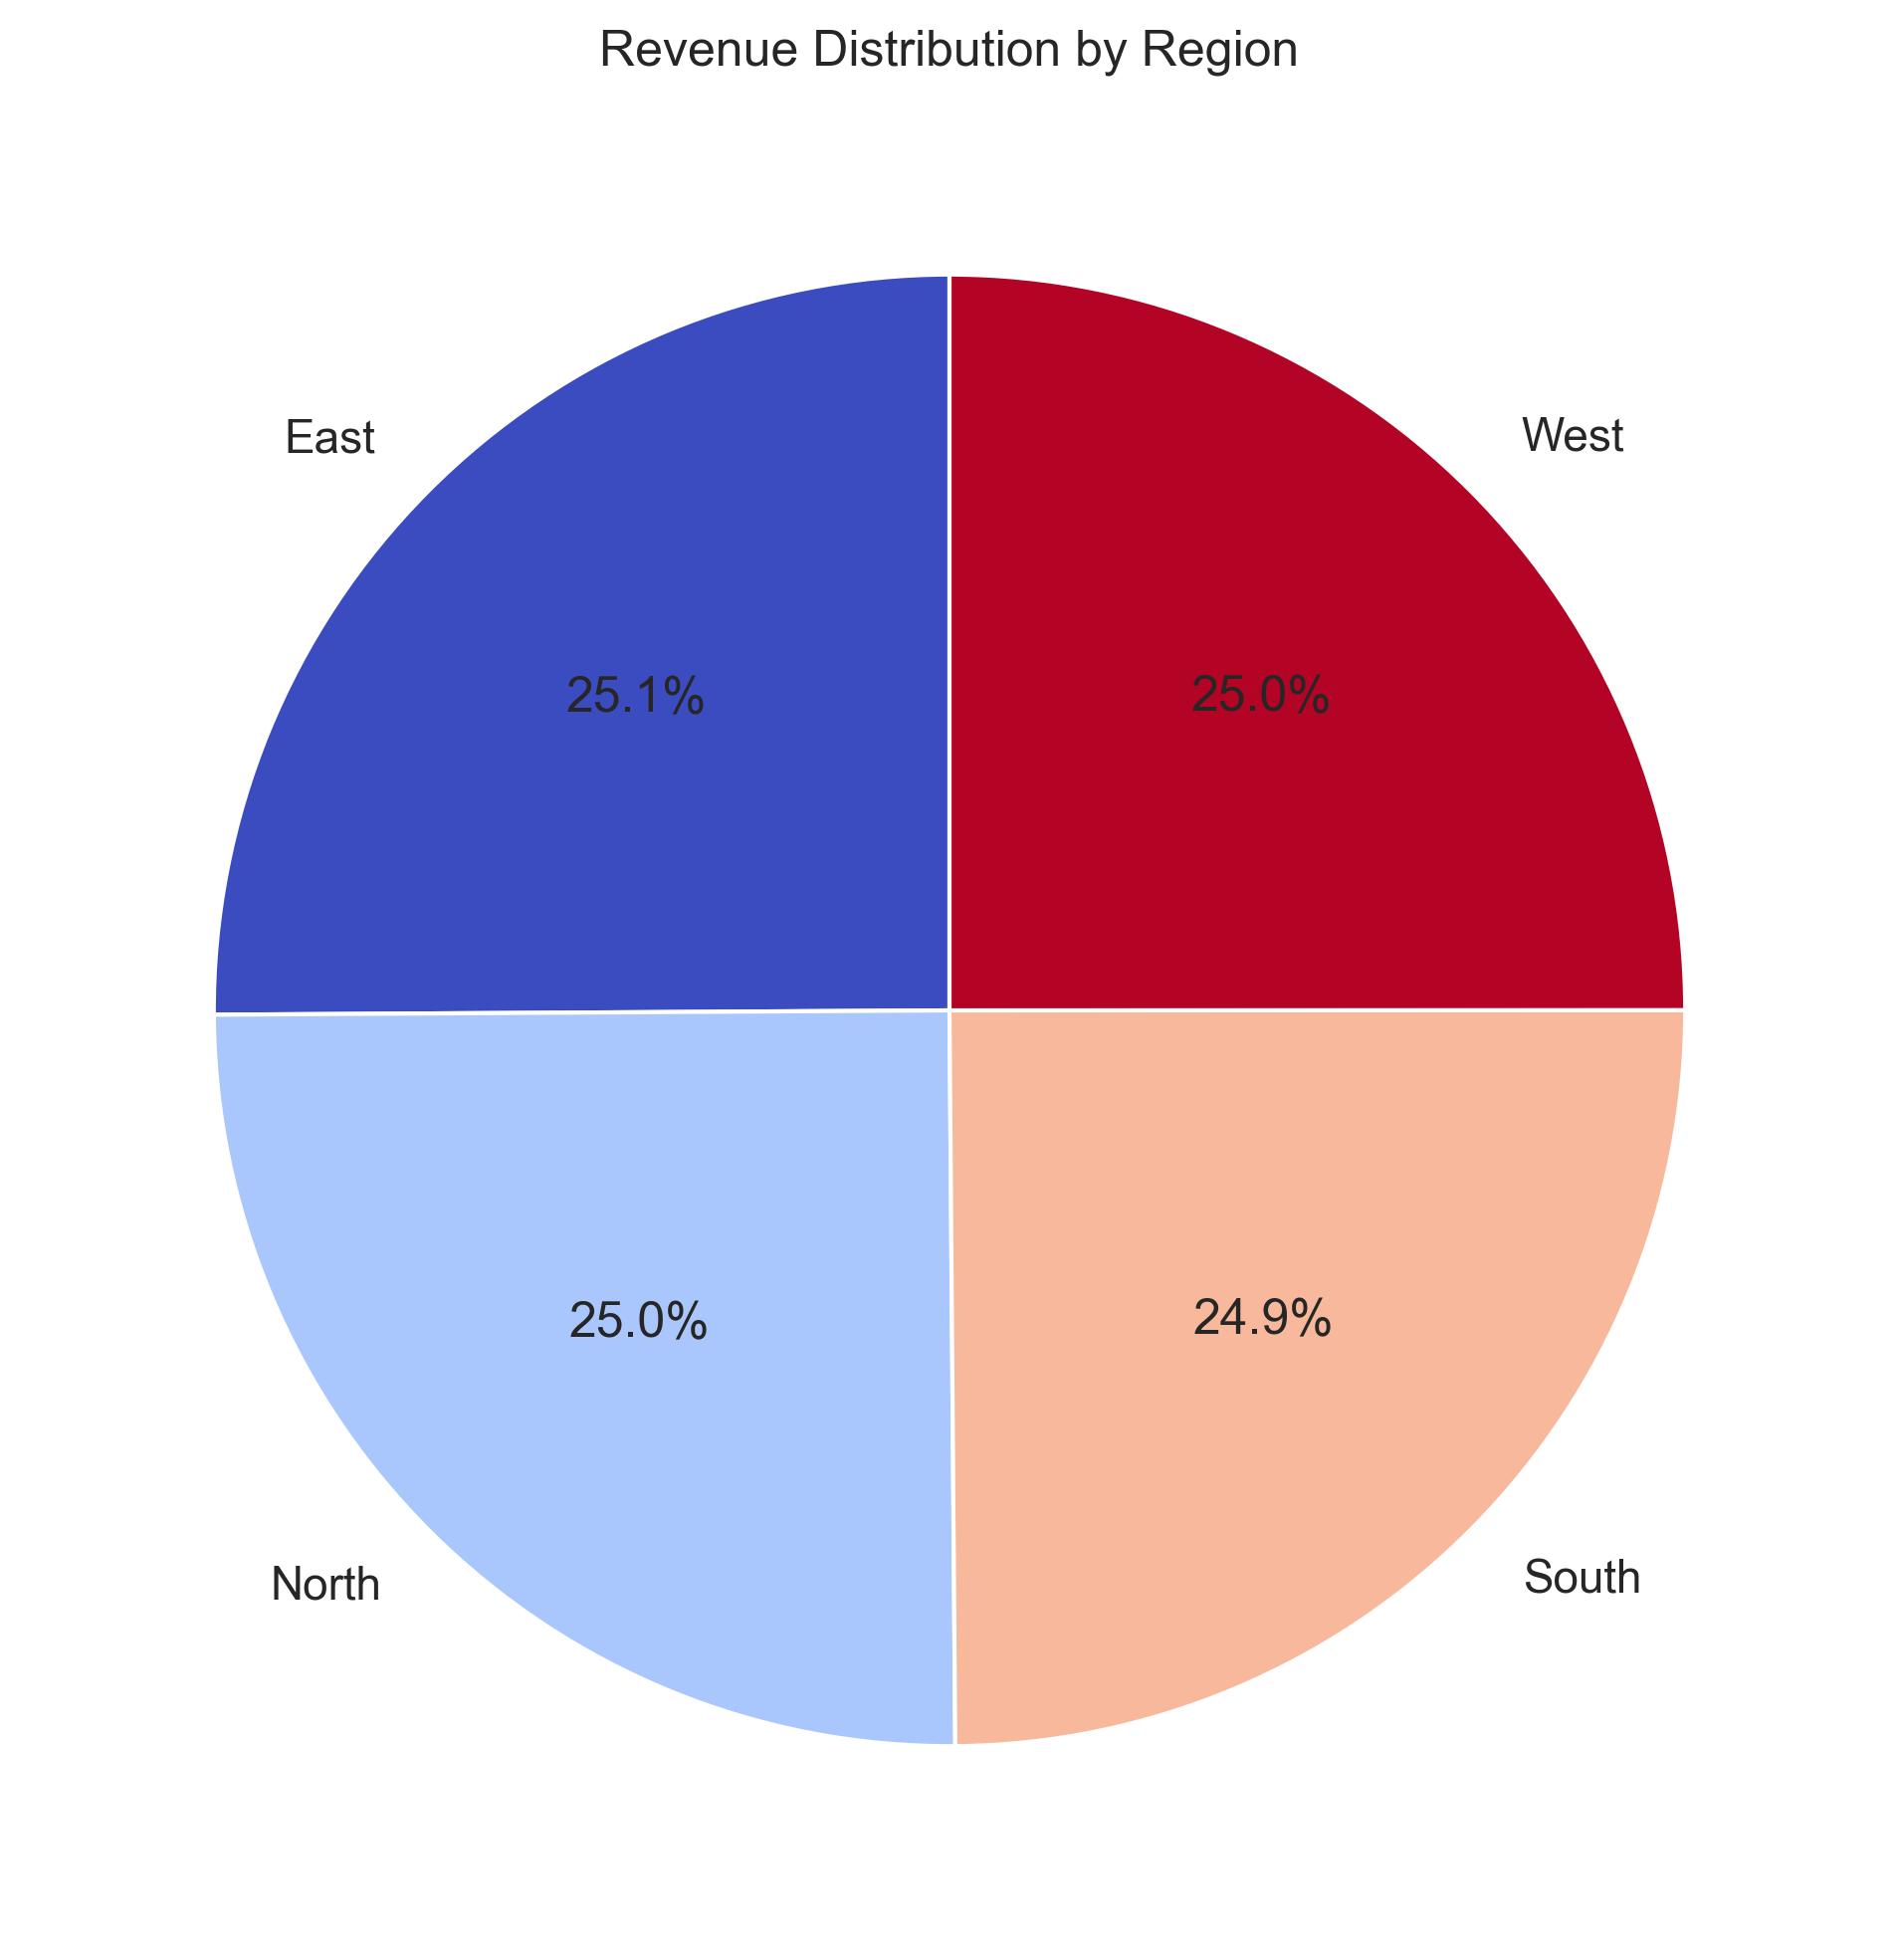 Revenue Distribution by Region
East
West
25.1%
25.0%
25.0%
24.9%
North
South